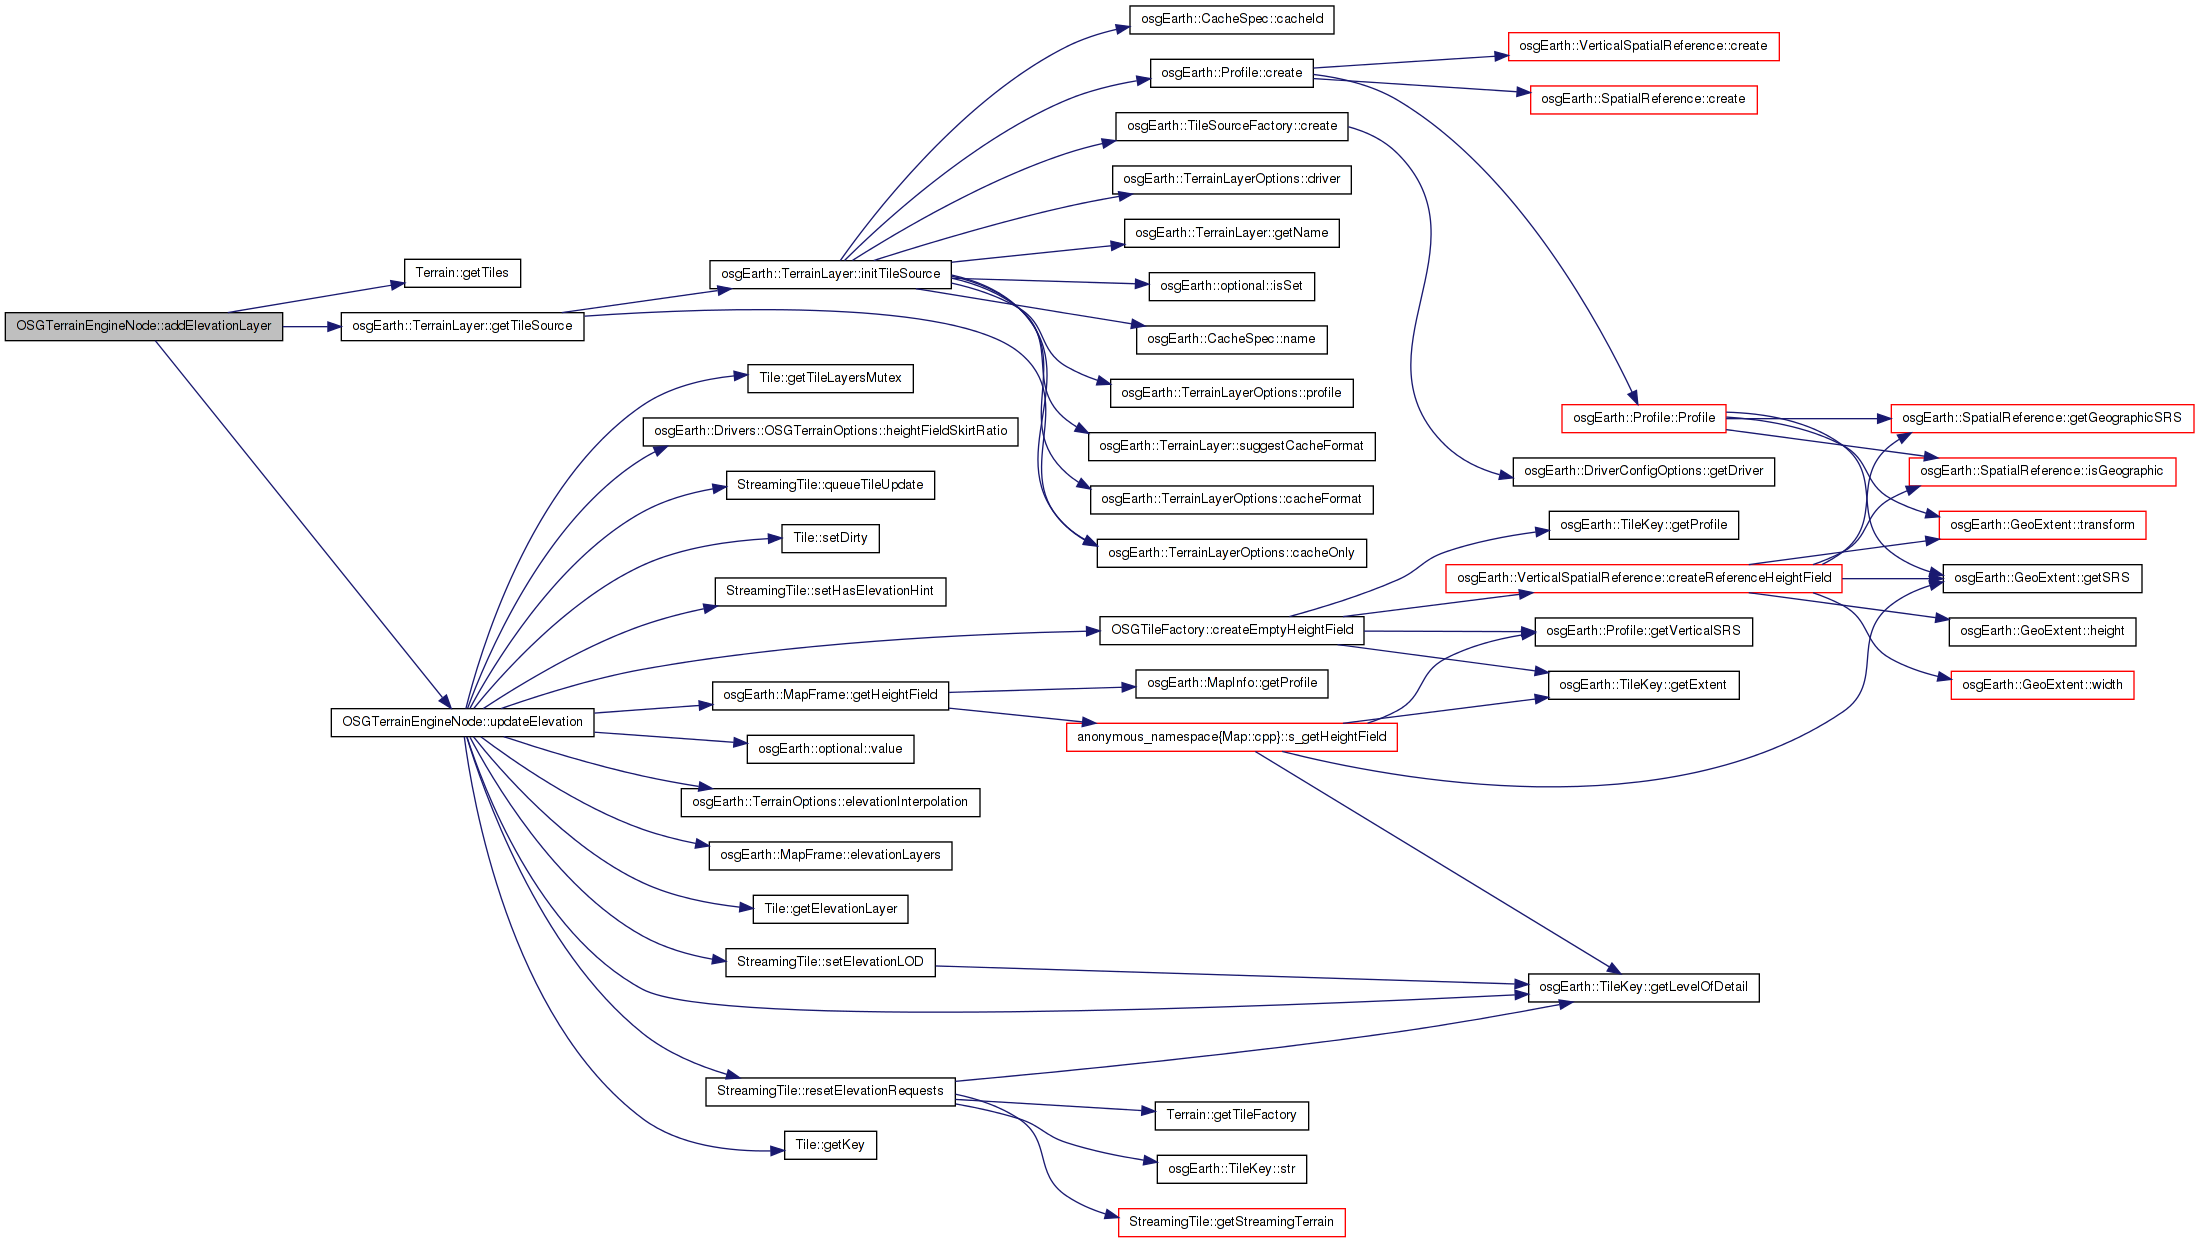 osgEarth::CacheSpec::cacheId
osgEarth::VerticalSpatialReference::create
osgEarth::Profile::create
osgEarth::SpatialReference::create
osgEarth::TileSourceFactory::create
osgEarth::TerrainLayerOptions::driver
osgEarth::TerrainLayer::getName
Terrain::getTiles
osgEarth::TerrainLayer::initTileSource
osgEarth::optional::isSet
OSGTerrainEngineNode::addElevationLayer
osgEarth::TerrainLayer::getTileSource
osgEarth::CacheSpec::name
Tile::getTileLayersMutex
osgEarth::TerrainLayerOptions::profile
osgEarth::Profile::Profile
osgEarth::SpatialReference::getGeographicSRS
osgEarth::Drivers::OSGTerrainOptions::heightFieldSkirtRatio
osgEarth::TerrainLayer::suggestCacheFormat
osgEarth::DriverConfigOptions::getDriver
osgEarth::SpatialReference::isGeographic
StreamingTile::queueTileUpdate
osgEarth::TerrainLayerOptions::cacheFormat
osgEarth::TileKey::getProfile
osgEarth::GeoExtent::transform
Tile::setDirty
osgEarth::TerrainLayerOptions::cacheOnly
osgEarth::VerticalSpatialReference::createReferenceHeightField
osgEarth::GeoExtent::getSRS
StreamingTile::setHasElevationHint
OSGTileFactory::createEmptyHeightField
osgEarth::Profile::getVerticalSRS
osgEarth::GeoExtent::height
osgEarth::MapFrame::getHeightField
osgEarth::MapInfo::getProfile
osgEarth::TileKey::getExtent
osgEarth::GeoExtent::width
OSGTerrainEngineNode::updateElevation
anonymous_namespace{Map::cpp}::s_getHeightField
osgEarth::optional::value
osgEarth::TerrainOptions::elevationInterpolation
osgEarth::MapFrame::elevationLayers
Tile::getElevationLayer
StreamingTile::setElevationLOD
osgEarth::TileKey::getLevelOfDetail
StreamingTile::resetElevationRequests
Terrain::getTileFactory
Tile::getKey
osgEarth::TileKey::str
StreamingTile::getStreamingTerrain